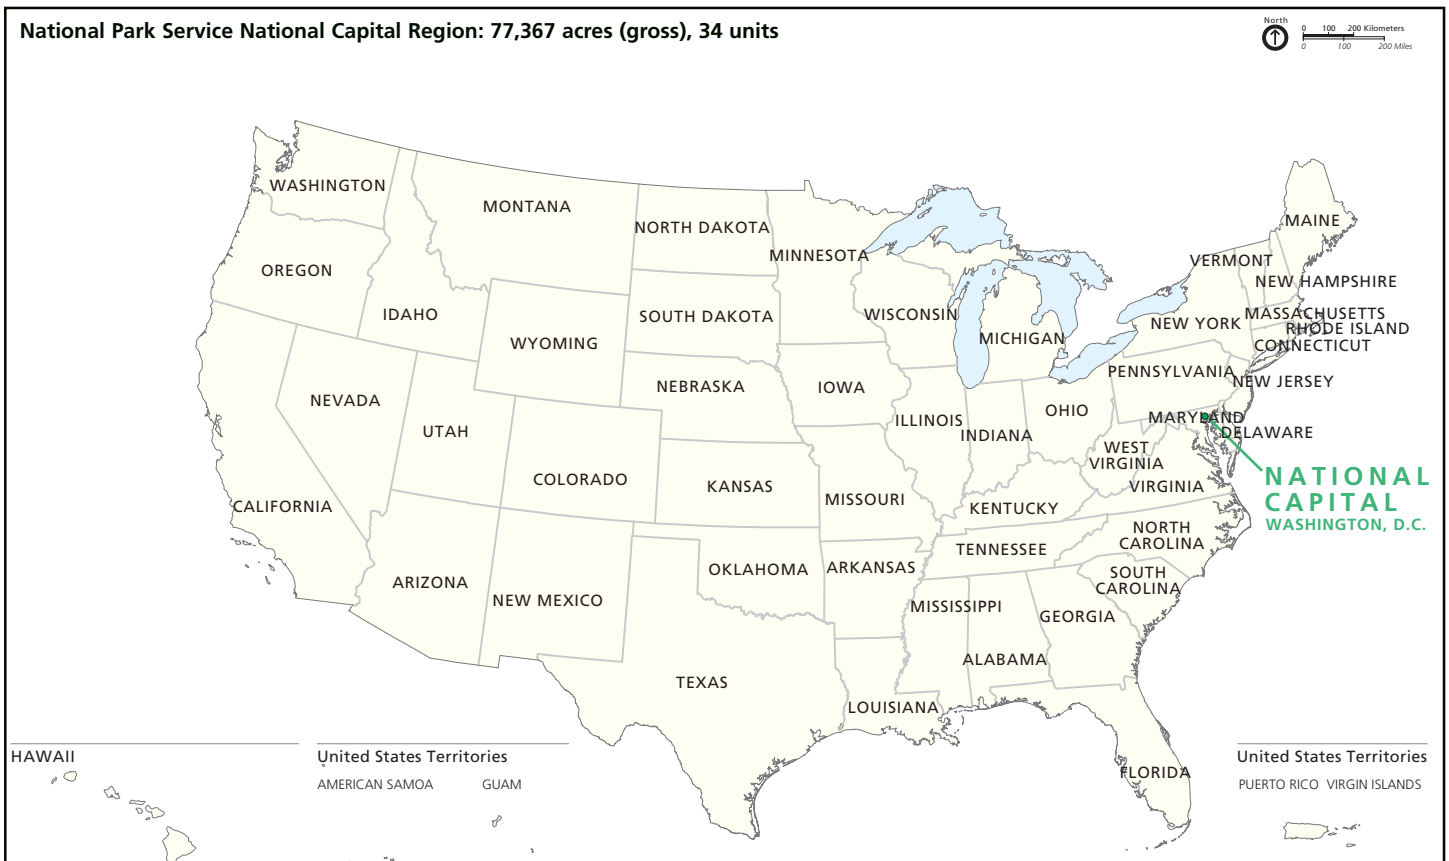 National Park Service National Capital Region: 77,367 acres (gross), 34 units
North
0 100 200 Kilometers
0 100 200 Miles
WASHINGTON
MONTANA
NORTH DAKOTA
MINNESOTA
MAINE
VERMONT
NEW HAMPSHIRE
OREGON
IDAHO
WYOMING
SOUTH DAKOTA
WISCONSIN
MICHIGAN
NEW YORK
MASSACHUSETTS
RHODE ISLAND
CONNECTICUT
NEVADA
UTAH
NEBRASKA
IOWA
PENNSYLVANIA
NEW JERSEY
ILLINOIS
INDIANA
OHIO
MARYLAND
DELAWARE
WEST
VIRGINIA
VIRGINIA
NATIONAL
CAPITAL
WASHINGTON, D.C.
CALIFORNIA
COLORADO
KANSAS
MISSOURI
KENTUCKY
NORTH
CAROLINA
TENNESSEE
ARIZONA
NEW MEXICO
OKLAHOMA
ARKANSAS
SOUTH
CAROLINA
MISSISSIPPI
GEORGIA
ALABAMA
TEXAS
LOUISIANA
FLORIDA
HAWAII
United States Territories
AMERICAN SAMOA GUAM
United States Territories
PUERTO RICO VIRGIN ISLANDS